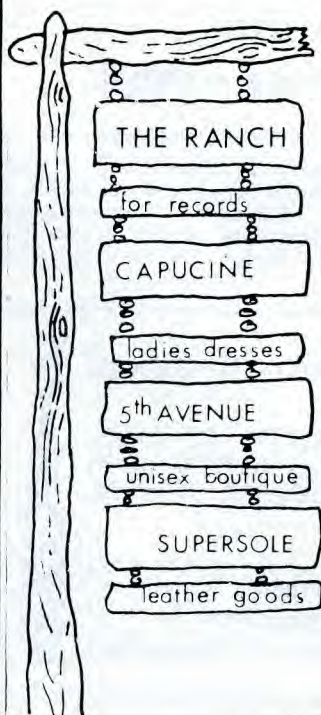 THE RANCH
for records
CAPUCINE
ladies dresses
5th AVENUE
unisex boutique
SUPERSOLE
leather goods